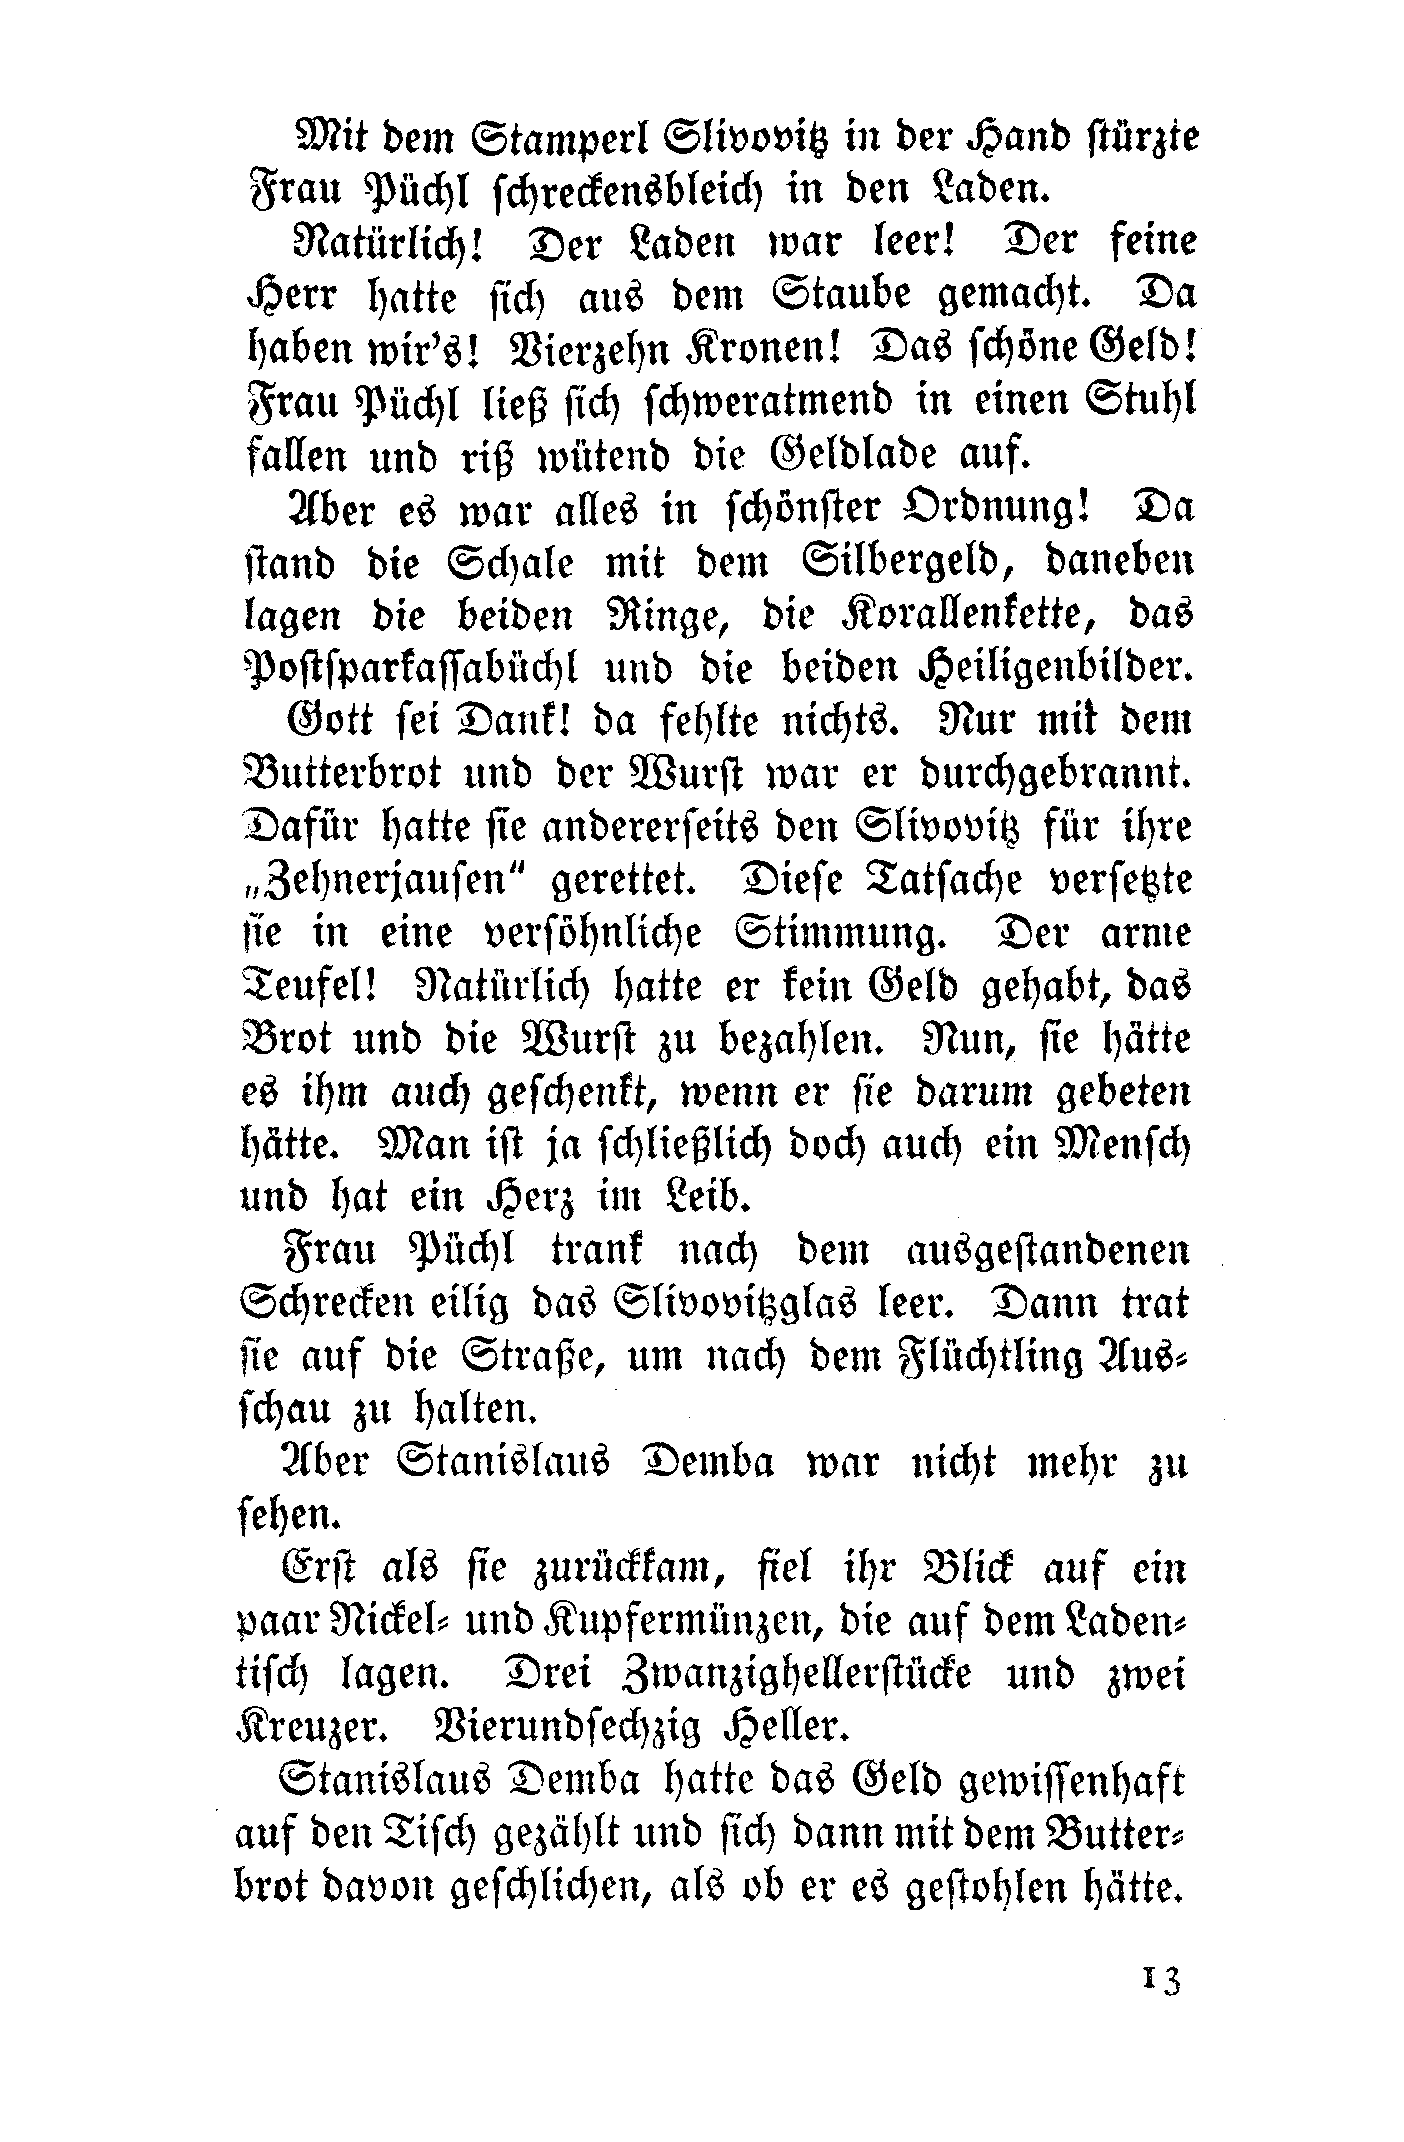 Mit dem Stamperl Slivovitz in der Hand stürzte
Frau Püchl schreckensbleich in den Laden.
Natürlich! Der Laden war leer! Der feine
Herr hatte sich aus dem Staube gemacht. Da
haben wir's! Vierzehn Kronen! Das schöne Geld!
Frau Püchl ließ sich schweratmend in einen Stuhl
fallen und riß wütend die Geldlade auf.
Aber es war alles in schönster Ordnung! Da
stand die Schale mit dem Silbergeld, daneben
lagen die beiden Ringe, die Korallenkette, das
Postsparkassabüchl und die beiden Heiligenbilder.
Gott sei Dank! da fehlte nichts. Nur mit dem
Butterbrot und der Wurst war er durchgebrannt.
Dafür hatte sie andererseits den Slivovitz für ihre
„Zehnerjausen“ gerettet. Diese Tatsache versetzte
sie in eine versöhnliche Stimmung. Der arme
Teufel! Natürlich hatte er kein Geld gehabt, das
Brot und die Wurst zu bezahlen. Nun, sie hätte
es ihm auch geschenkt, wenn er sie darum gebeten
hätte. Man ist ja schließlich doch auch ein Mensch
und hat ein Herz im Leib.
Frau Püchl trank nach dem ausgestandenen
Schrecken eilig das Slivovitzglas leer. Dann trat
sie auf die Straße, um nach dem Flüchtling Aus-
schau zu halten.
Aber Stanislaus Demba war nicht mehr zu
sehen.
Erst als sie zurückkam, fiel ihr Blick auf ein
paar Nickel- und Kupfermünzen, die auf dem Laden-
tisch lagen. Drei Zwanzighellerstücke und zwei
Kreuzer. Vierundsechzig Heller.
Stanislaus Demba hatte das Geld gewissenhaft
auf den Tisch gezählt und sich dann mit dem Butter-
brot davon geschlichen, als ob er es gestohlen hätte.
13